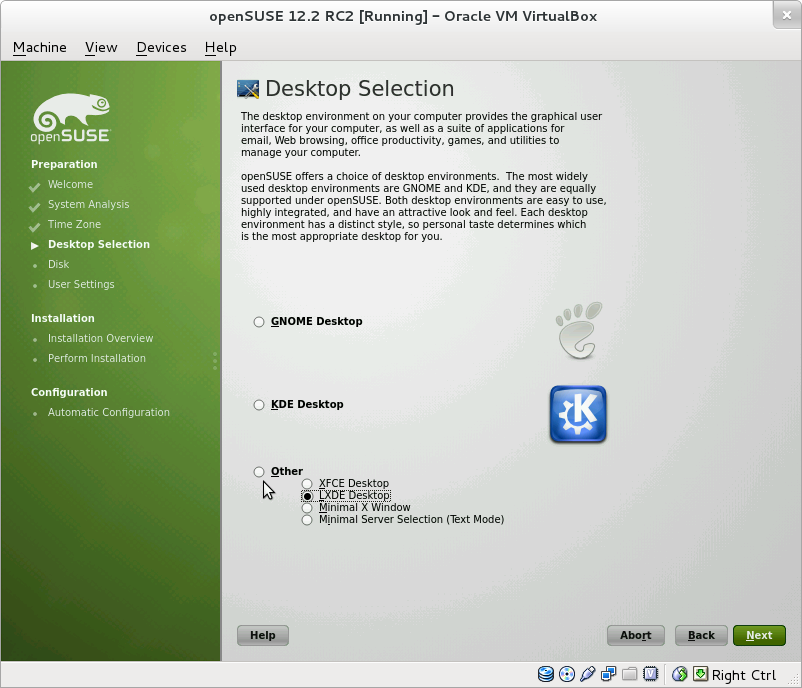 openSUSE 12.2 RC2 [Running] – Oracle VM VirtualBox
Machine View Devices Help
openSUSE
Preparation
Welcome
System Analysis
Time Zone
Desktop Selection
Disk
User Settings
Installation
Installation Overview
Perform Installation
Configuration
Automatic Configuration
Desktop Selection
The desktop environment on your computer provides the graphical user
interface for your computer, as well as a suite of applications for
email, Web browsing, office productivity, games, and utilities to
manage your computer.
openSUSE offers a choice of desktop environments. The most widely
used desktop environments are GNOME and KDE, and they are equally
supported under openSUSE. Both desktop environments are easy to use,
highly integrated, and have an attractive look and feel. Each desktop
environment has a distinct style, so personal taste determines which
is the most appropriate desktop for you.
GNOME Desktop
KDE Desktop
Other
XFCE Desktop
LXDE Desktop
Minimal X Window
Minimal Server Selection (Text Mode)
Help Abort Back Next
Right Ctrl